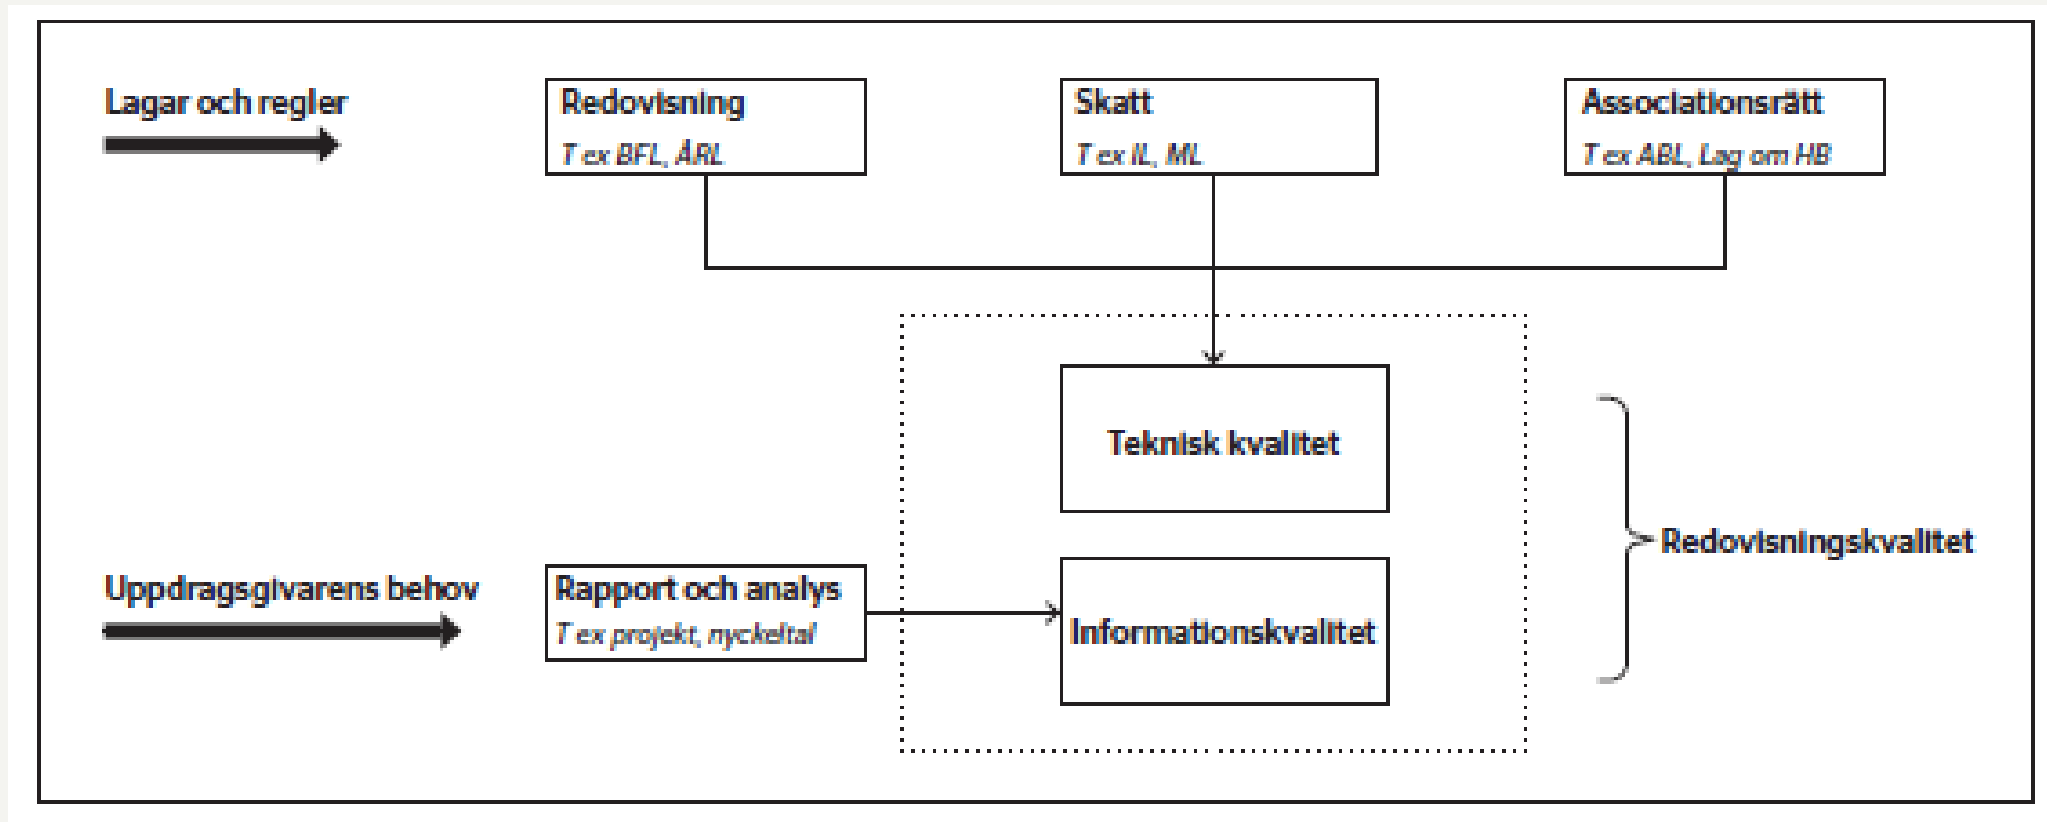 Lagar och regler
Redovisning
T ex BFL, ÅRL
Skatt
T ex IL, ML
Associationsrätt
T ex ABL, Lag om HB
Teknisk kvalitet
Redovisningskvalitet
Uppdragsgivarens behov
Rapport och analys
T ex projekt, nyckeltal
Informationskvalitet